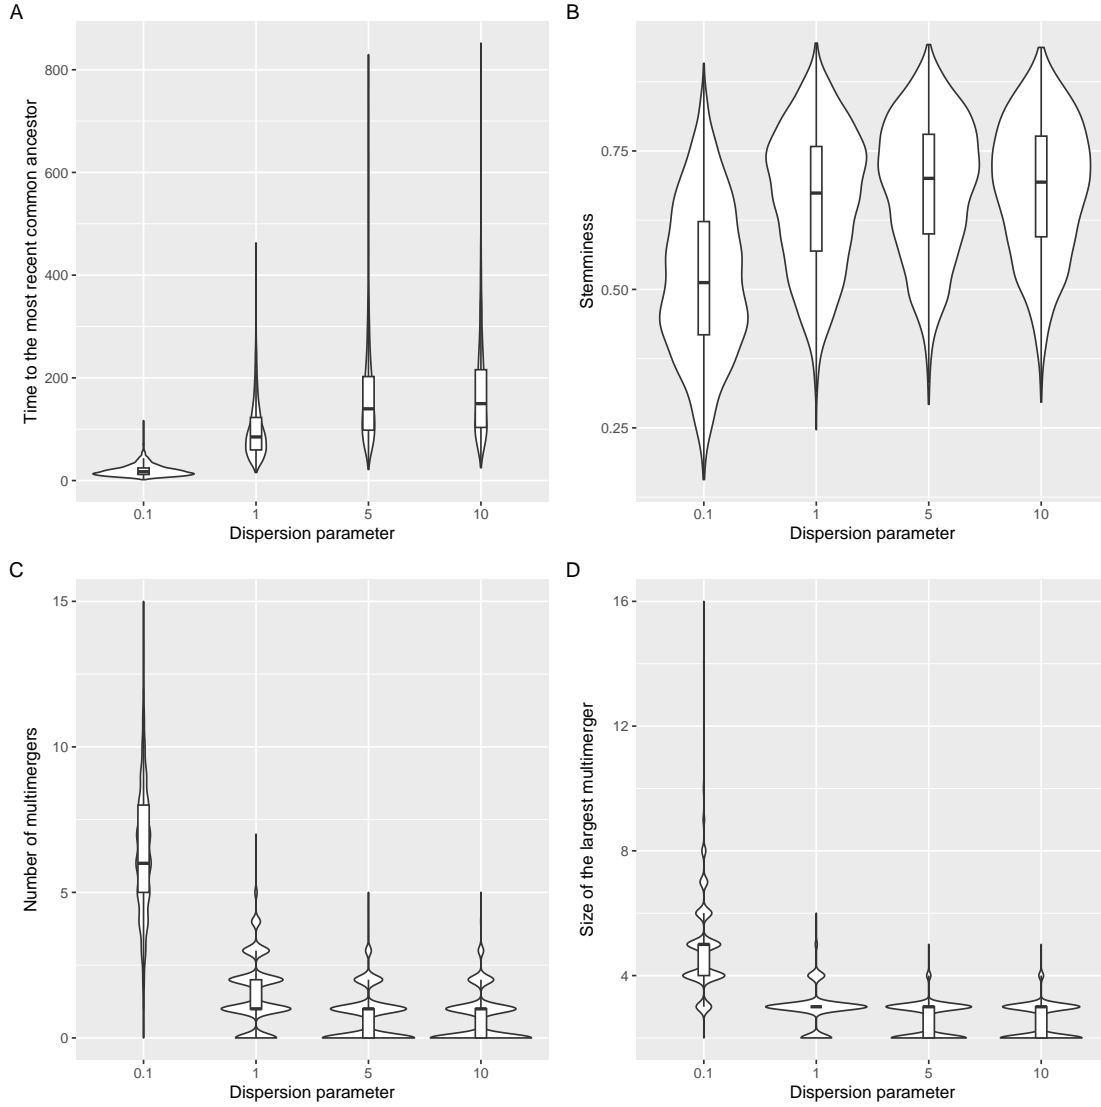 A
Time to the most recent common ancestor
800
600
400
200
0
0.1 1 5 10
Dispersion parameter
B
Stemminess
0.75
0.50
0.25
0.1 1 5 10
Dispersion parameter
C
Number of multimergers
15
10
5
0
0.1 1 5 10
Dispersion parameter
D
Size of the largest multimerger
16
12
8
4
0.1 1 5 10
Dispersion parameter